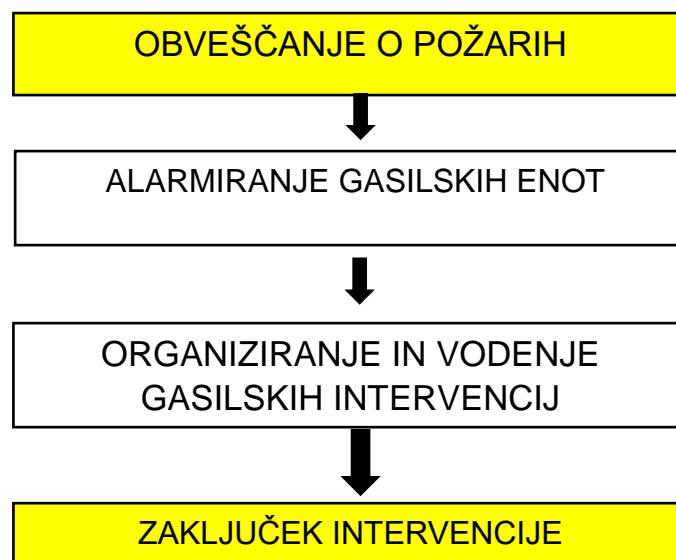 OBVEŠČANJE O POŽARIH
ALARMIRANJE GASILSKIH ENOT
ORGANIZIRANJE IN VODENJE
GASILSKIH INTERVENCIJ
ZAKLJUČEK INTERVENCIJE